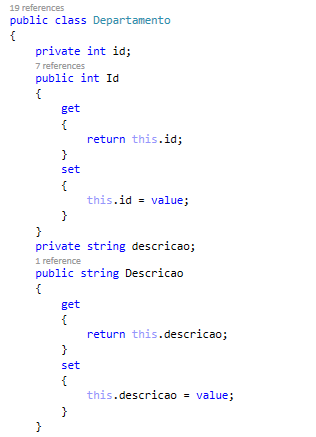 19 references
public class Departamento
{
    private int id;
    7 references
    public int Id
    {
        get
        {
            return this.id;
        }
        set
        {
            this.id = value;
        }
    }
    private string descricao;
    1 reference
    public string Descricao
    {
        get
        {
            return this.descricao;
        }
        set
        {
            this.descricao = value;
        }
    }